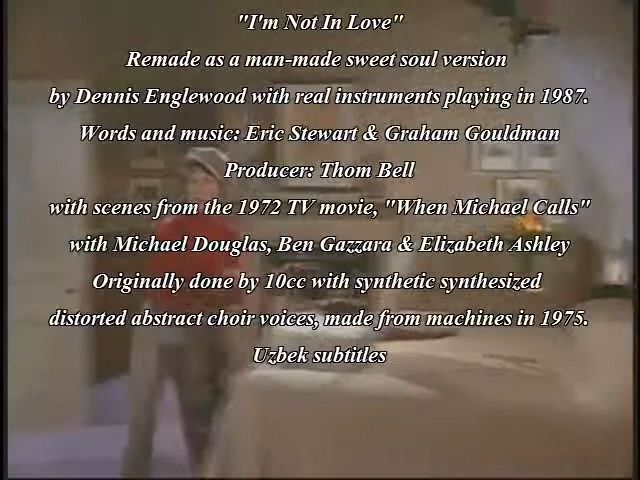 "I'm Not In Love"
Remade as a man-made sweet soul version
by Dennis Englewood with real instruments playing in 1987.
Words and music: Eric Stewart & Graham Gouldman
Producer: Thom Bell
with scenes from the 1972 TV movie, "When Michael Calls"
with Michael Douglas, Ben Gazzara & Elizabeth Ashley
Originally done by 10cc with synthetic synthesized
distorted abstract choir voices, made from machines in 1975.
Uzbek subtitles